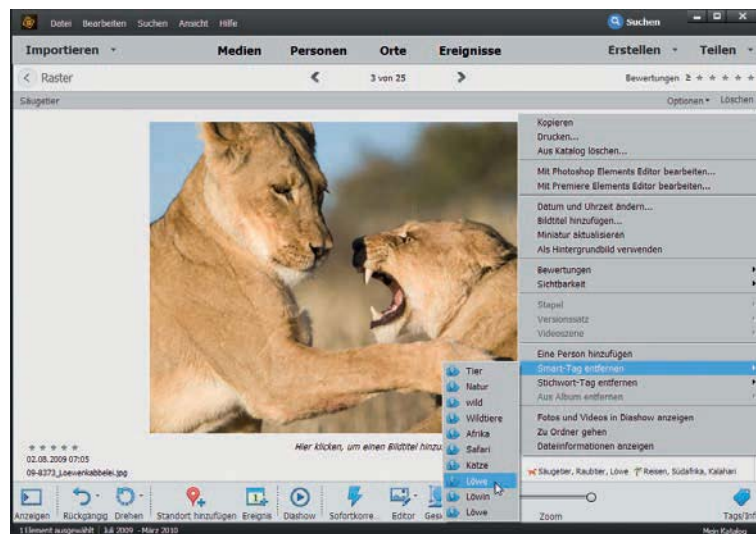 Datei Bearbeiten Suchen Ansicht Hilfe Suchen
Importieren Medien Personen Orte Ereignisse Erstellen Teilen
Raster 3 von 25 Bewertungen ≥
Säugetier Optionen Löschen
Kopieren
Drucken...
Aus Katalog löschen...
Mit Photoshop Elements Editor bearbeiten...
Mit Premiere Elements Editor bearbeiten...
Datum und Uhrzeit ändern...
Bildtitel hinzufügen...
Miniatur aktualisieren
Als Hintergrundbild verwenden
Bewertungen
Sichtbarkeit
Stapel
Versionssatz
Videoszene
Eine Person hinzufügen
Smart-Tag entfernen
Stichwort-Tag entfernen
Aus Album entfernen
Fotos und Videos in Diashow anzeigen
Zu Ordner gehen
Dateiinformationen anzeigen
Tier
Natur
wild
Wildtiere
Afrika
Safari
Katze
Löwe
Löwin
Löwe
Hier klicken, um einen Bildtitel hinzu
02.08.2009 07:05
09-8373_Loewenkabbelei.jpg
Säugetier, Raubtier, Löwe Reisen, Südafrika, Kalahari
Anzeigen Rückgängig Drehen Standort hinzufügen Ereignis Diashow Sofortkorre... Editor Gesi Zoom Tags/Inf
1 Element ausgewählt Juli 2009 - März 2010 Mein Katalog